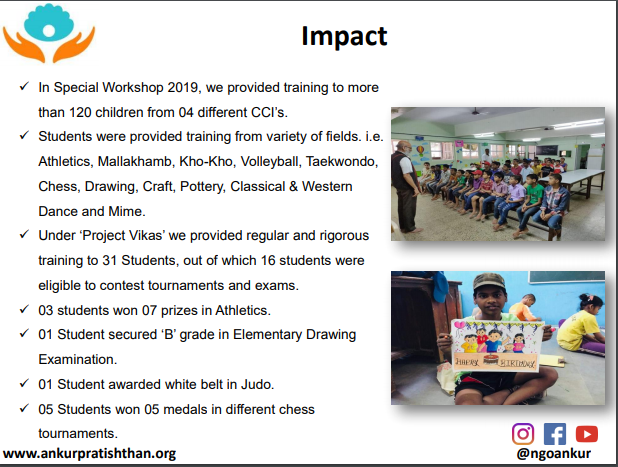 Impact
✓ In Special Workshop 2019, we provided training to more
than 120 children from 04 different CCI's.
✓ Students were provided training from variety of fields. i.e.
Athletics, Mallakhamb, Kho-Kho, Volleyball, Taekwondo,
Chess, Drawing, Craft, Pottery, Classical & Western
Dance and Mime.
✓ Under 'Project Vikas' we provided regular and rigorous
training to 31 Students, out of which 16 students were
eligible to contest tournaments and exams.
✓ 03 students won 07 prizes in Athletics.
✓ 01 Student secured 'B' grade in Elementary Drawing
Examination.
✓ 01 Student awarded white belt in Judo.
✓ 05 Students won 05 medals in different chess
tournaments.
HAPPY BIRTHDAY
www.ankurpratishthan.org
@ngoankur